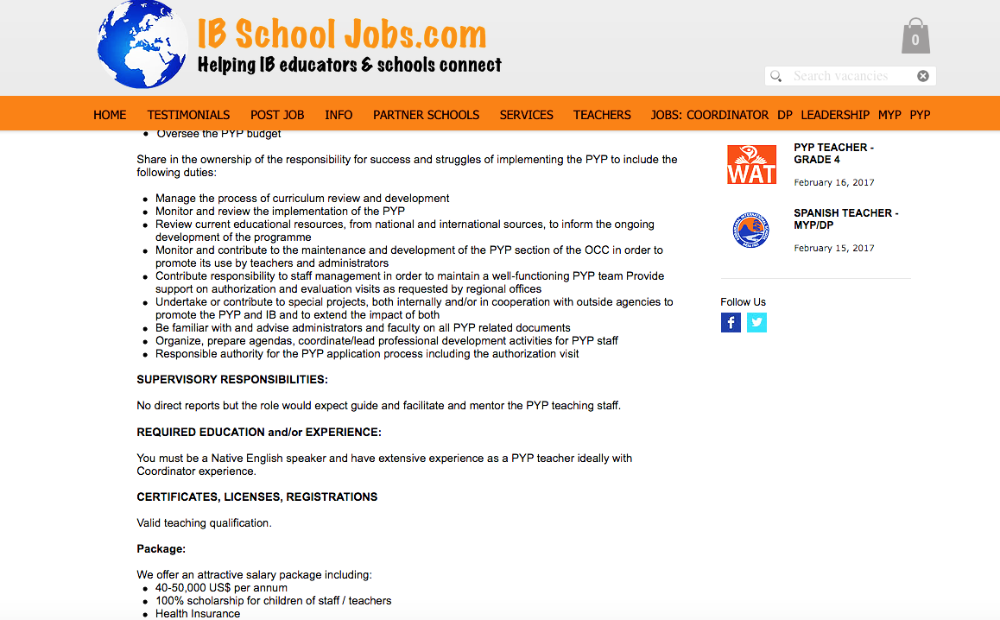 IB School Jobs.com
Helping IB educators & schools connect
0
Search vacancies
HOME TESTIMONIALS POST JOB INFO PARTNER SCHOOLS SERVICES TEACHERS JOBS: COORDINATOR DP LEADERSHIP MYP PYP
• Oversee the PYP budget
Share in the ownership of the responsibility for success and struggles of implementing the PYP to include the
following duties:
• Manage the process of curriculum review and development
• Monitor and review the implementation of the PYP
• Review current educational resources, from national and international sources, to inform the ongoing
development of the programme
• Monitor and contribute to the maintenance and development of the PYP section of the OCC in order to
promote its use by teachers and administrators
• Contribute responsibility to staff management in order to maintain a well-functioning PYP team Provide
support on authorization and evaluation visits as requested by regional offices
• Undertake or contribute to special projects, both internally and/or in cooperation with outside agencies to
promote the PYP and IB and to extend the impact of both
• Be familiar with and advise administrators and faculty on all PYP related documents
• Organize, prepare agendas, coordinate/lead professional development activities for PYP staff
• Responsible authority for the PYP application process including the authorization visit
SUPERVISORY RESPONSIBILITIES:
No direct reports but the role would expect guide and facilitate and mentor the PYP teaching staff.
REQUIRED EDUCATION and/or EXPERIENCE:
You must be a Native English speaker and have extensive experience as a PYP teacher ideally with
Coordinator experience.
CERTIFICATES, LICENSES, REGISTRATIONS
Valid teaching qualification.
Package:
We offer an attractive salary package including:
• 40-50,000 US$ per annum
• 100% scholarship for children of staff / teachers
• Health Insurance
WAT
PYP TEACHER -
GRADE 4
February 16, 2017
INTERNATIONAL SCHOOL
SPANISH TEACHER -
MYP/DP
February 15, 2017
Follow Us
f